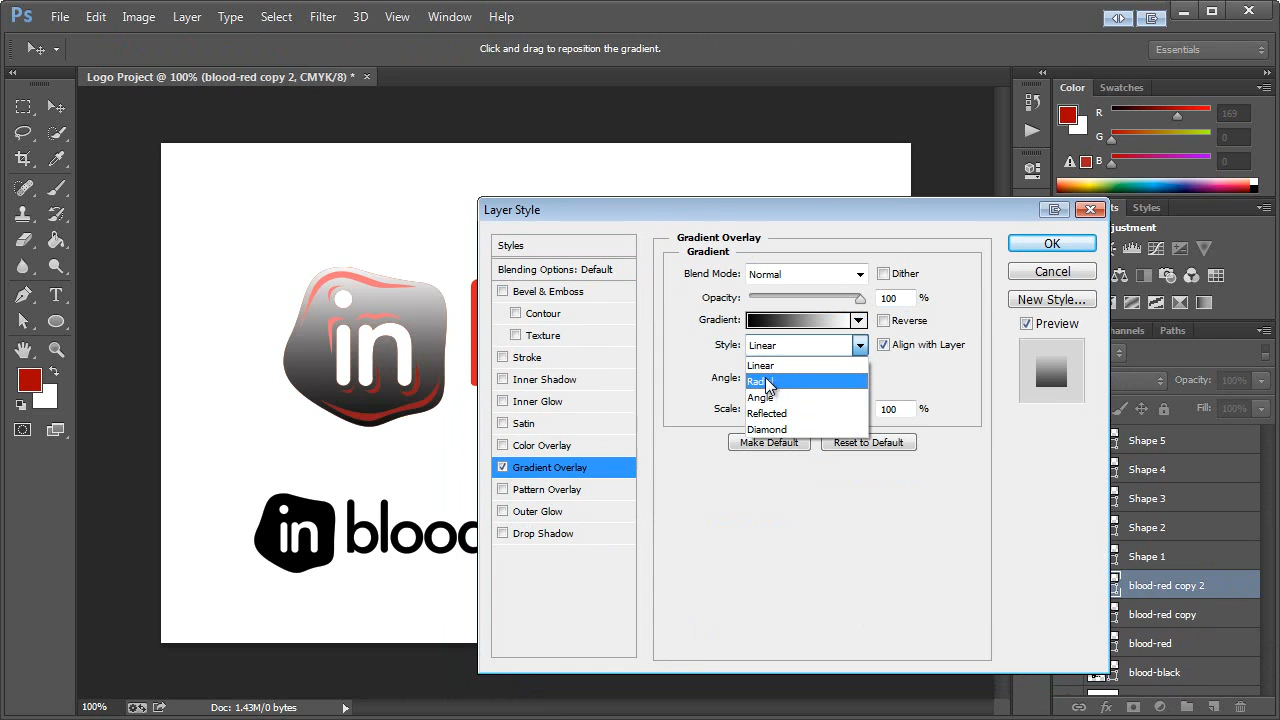 Ps File Edit Image Layer Type Select Filter 3D View Window Help
Click and drag to reposition the gradient.
Essentials
Logo Project @ 100% (blood-red copy 2, CMYK/8) * ×
Color Swatches
R 169
G 0
B 0
Styles
Layer Style
Styles
Blending Options: Default
Bevel & Emboss
Contour
Texture
Stroke
Inner Shadow
Inner Glow
Satin
Color Overlay
Gradient Overlay
Pattern Overlay
Outer Glow
Drop Shadow
Gradient Overlay
Gradient
Blend Mode: Normal Dither
Opacity: 100 %
Gradient: Reverse
Style: Linear Align with Layer
Linear
Angle
Reflected
Diamond
Angle:
Scale: 100 %
Make Default Reset to Default
OK
Cancel
New Style...
Preview
in
in blood
Paths
Opacity: 100%
Fill: 100%
Shape 5
Shape 4
Shape 3
Shape 2
Shape 1
blood-red copy 2
blood-red copy
blood-red
blood-black
100% Doc: 1.43M/0 bytes